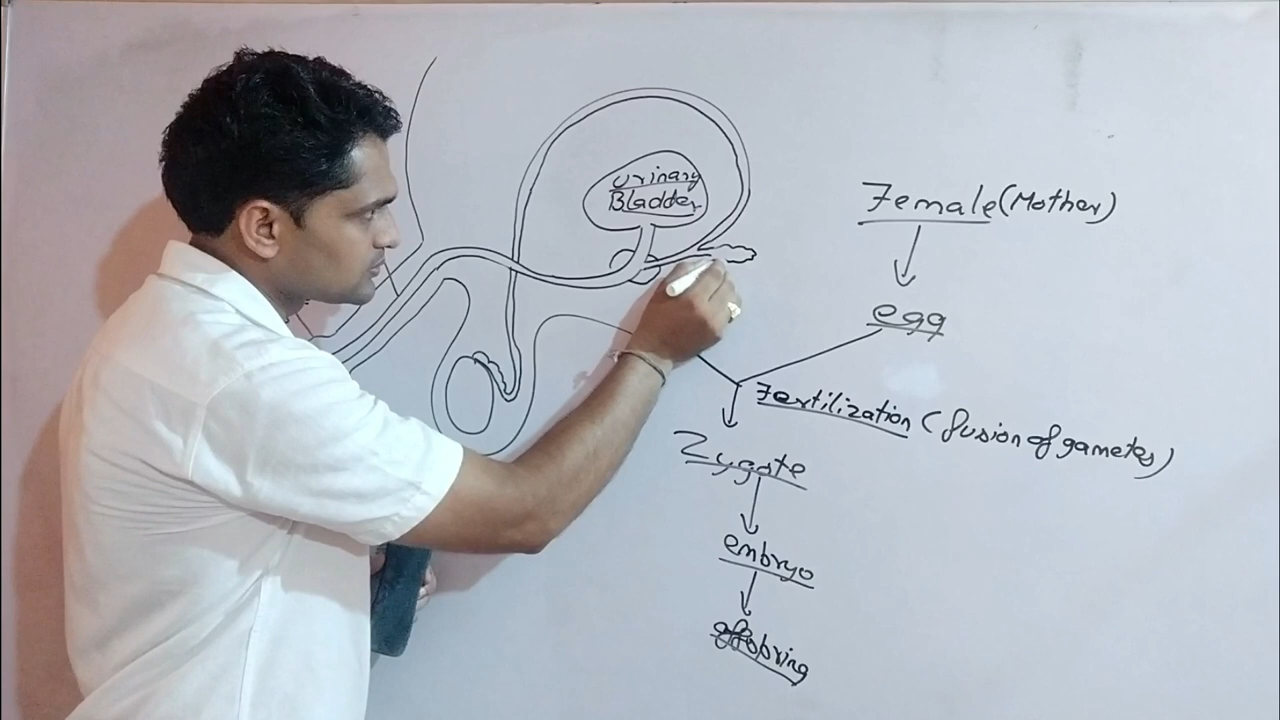 Urinary
Bladder
Female (Mother)
egg
Fertilization (fusion of gametes)
Zygote
embryo
offspring